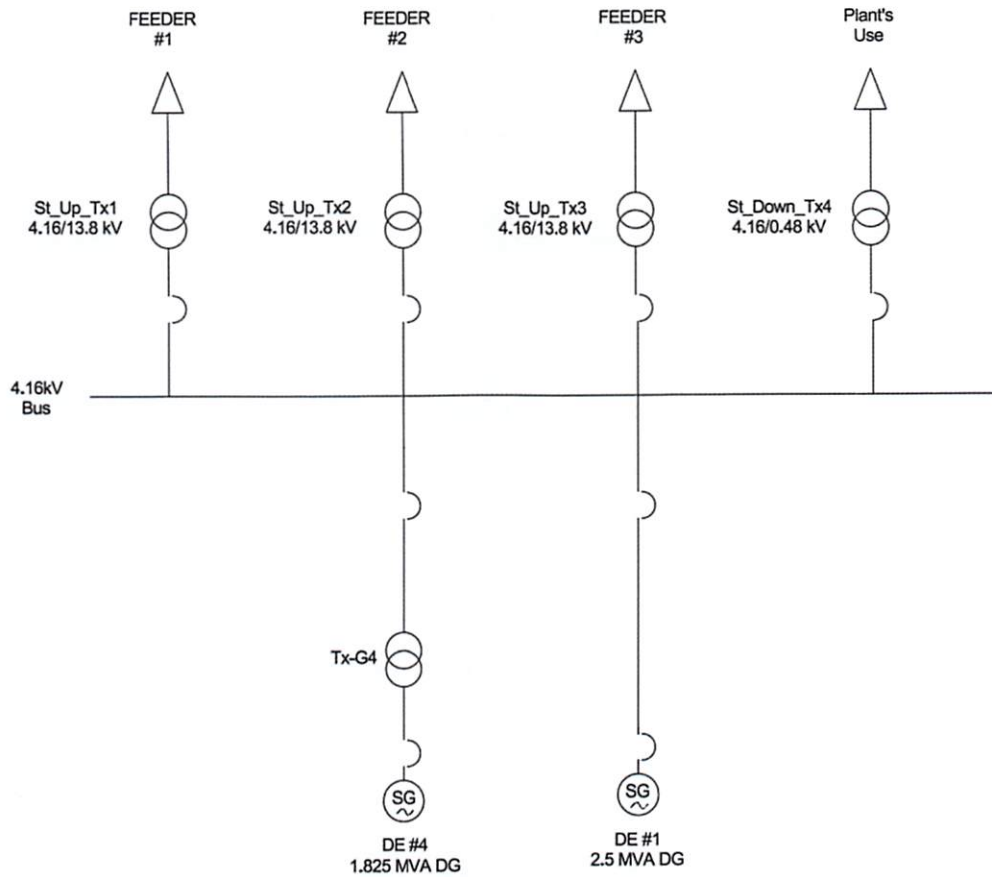 FEEDER
#1
FEEDER
#2
FEEDER
#3
Plant's
Use
St_Up_Tx1
4.16/13.8 kV
St_Up_Tx2
4.16/13.8 kV
St_Up_Tx3
4.16/13.8 kV
St_Down_Tx4
4.16/0.48 kV
4.16kV
Bus
Tx-G4
SG
SG
DE #4
1.825 MVA DG
DE #1
2.5 MVA DG